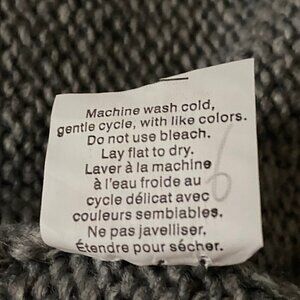 Machine wash cold,
gentle cycle, with like colors.
Do not use bleach.
Lay flat to dry.
Laver à la machine
à l'eau froide au
cycle délicat avec
couleurs semblables.
Ne pas javelliser.
Étendre pour sécher.